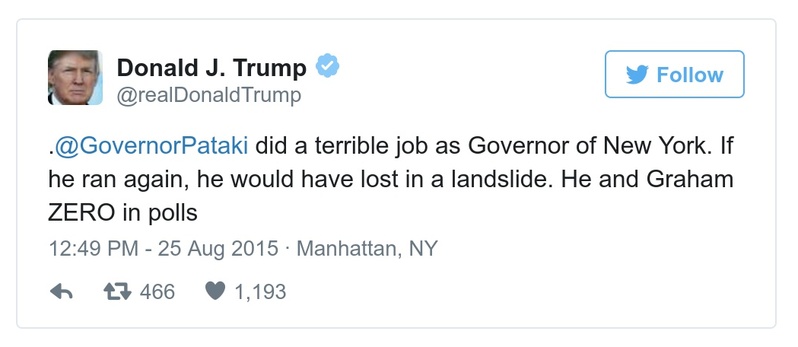 Donald J. Trump
@realDonaldTrump
Follow
.@GovernorPataki did a terrible job as Governor of New York. If
he ran again, he would have lost in a landslide. He and Graham
ZERO in polls
12:49 PM - 25 Aug 2015 · Manhattan, NY
466 1,193